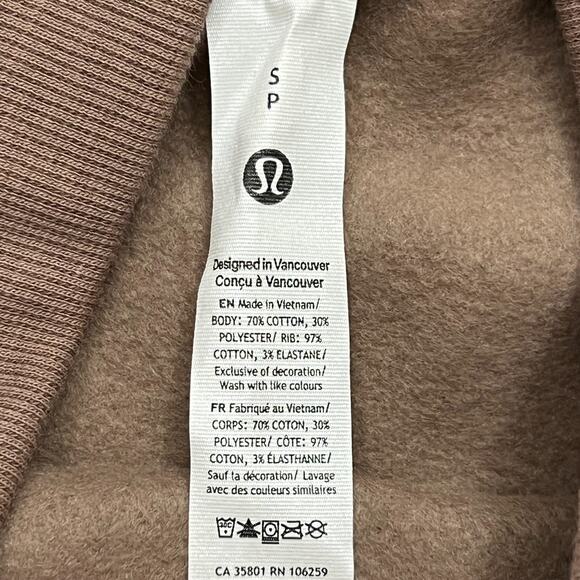 S
P
Designed in Vancouver
Conçu à Vancouver
EN Made in Vietnam/
BODY: 70% COTTON, 30%
POLYESTER/ RIB: 97%
COTTON, 3% ELASTANE/
Exclusive of decoration/
Wash with like colours
FR Fabriqué au Vietnam/
CORPS: 70% COTON, 30%
POLYESTER/ CÔTE: 97%
COTON, 3% ÉLASTHANNE/
Sauf la décoration/ Lavage
avec des couleurs similaires
30C
CA 35801 RN 106259